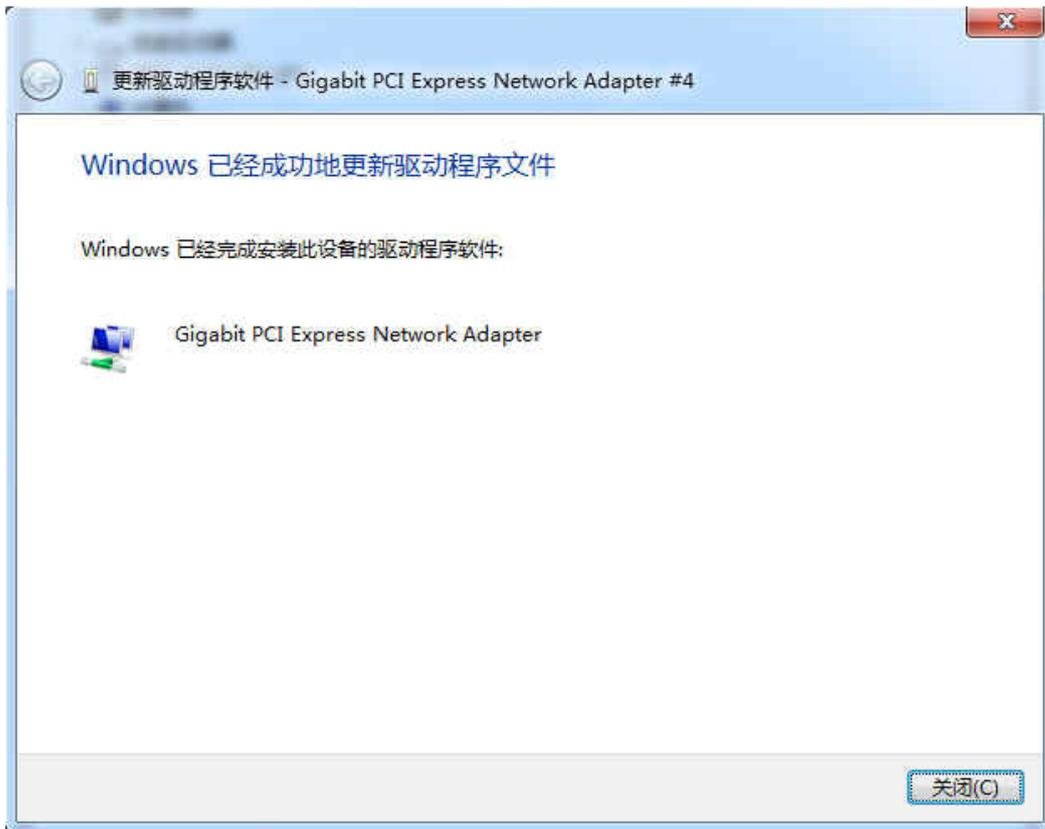 更新驱动程序软件 - Gigabit PCI Express Network Adapter #4
Windows 已经成功地更新驱动程序文件
Windows 已经完成安装此设备的驱动程序软件:
Gigabit PCI Express Network Adapter
关闭(C)